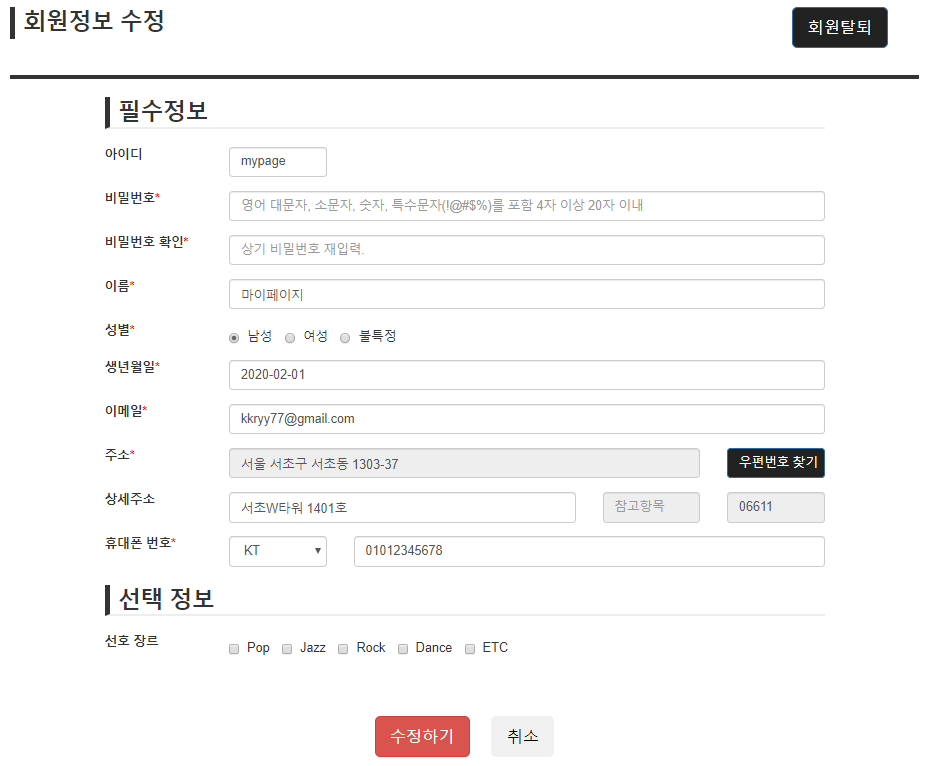 회원정보 수정
회원탈퇴
필수정보
아이디 mypage
비밀번호* 영어 대문자, 소문자, 숫자, 특수문자(!@#$%)를 포함 4자 이상 20자 이내
비밀번호 확인* 상기 비밀번호 재입력.
이름* 마이페이지
성별* 남성 여성 불특정
생년월일* 2020-02-01
이메일* kkryy77@gmail.com
주소* 서울 서초구 서초동 1303-37 우편번호 찾기
상세주소 서초W타워 1401호 참고항목 06611
휴대폰 번호* KT 01012345678
선택 정보
선호 장르 Pop Jazz Rock Dance ETC
수정하기 취소